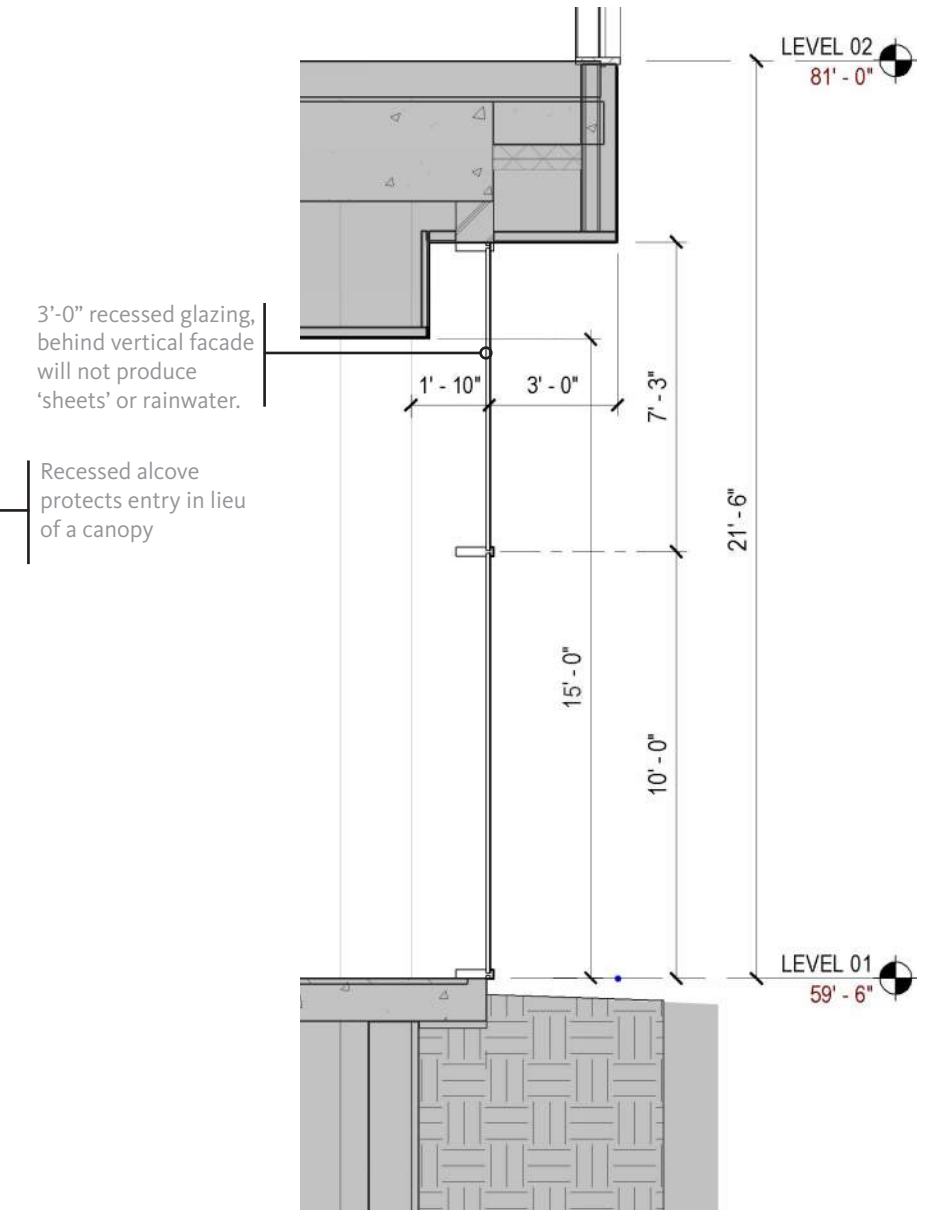 LEVEL 02
81' - 0"
3’-0” recessed glazing,
behind vertical facade
will not produce
‘sheets’ or rainwater.
1' - 10"
3' - 0"
7' - 3"
Recessed alcove
protects entry in lieu
of a canopy
21' - 6"
15' - 0"
10' - 0"
LEVEL 01
59' - 6"